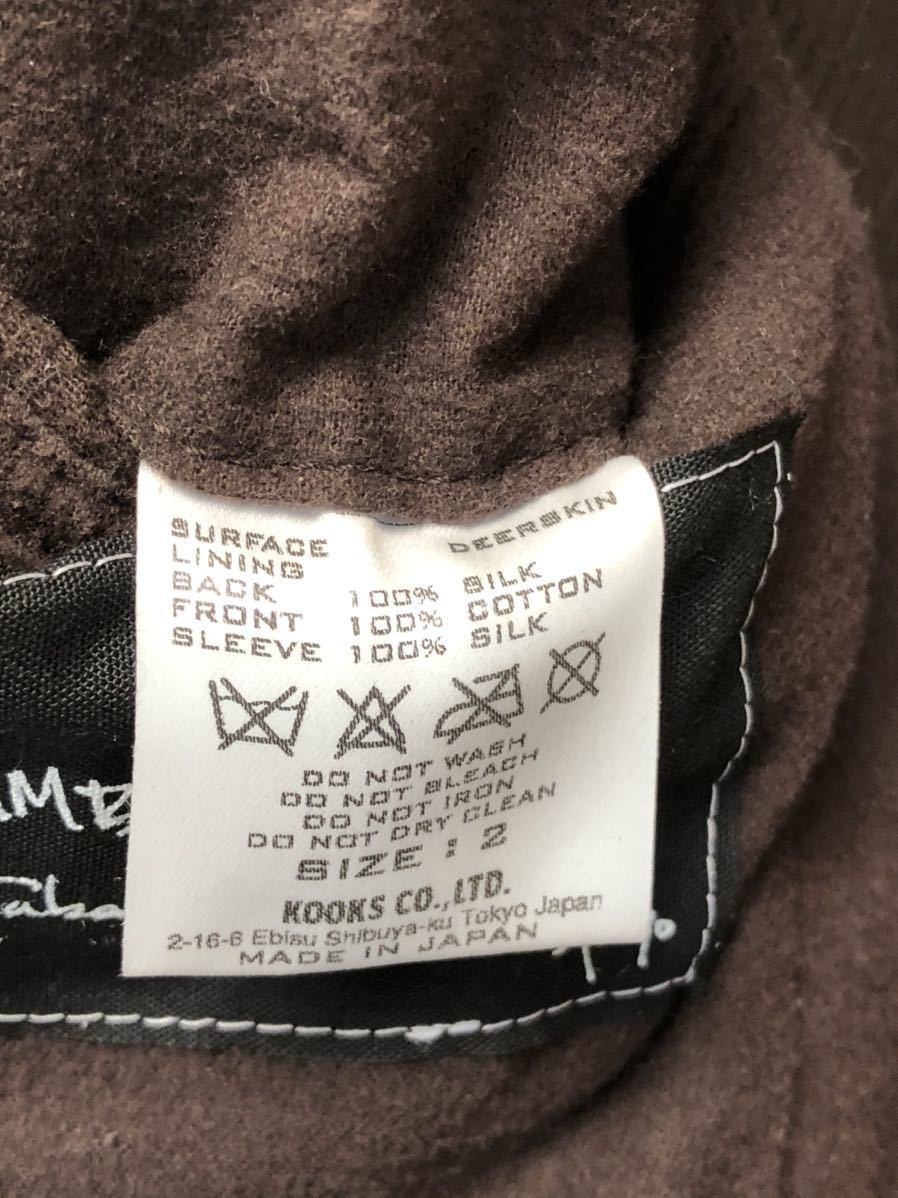 SURFACE DEERSKIN
LINING
BACK 100% SILK
FRONT 100% COTTON
SLEEVE 100% SILK
DO NOT WASH
DO NOT BLEACH
DO NOT IRON
DO NOT DRY CLEAN
SIZE : 2
KOOKS CO.,LTD.
2-16-6 Ebisu Shibuya-ku Tokyo Japan
MADE IN JAPAN